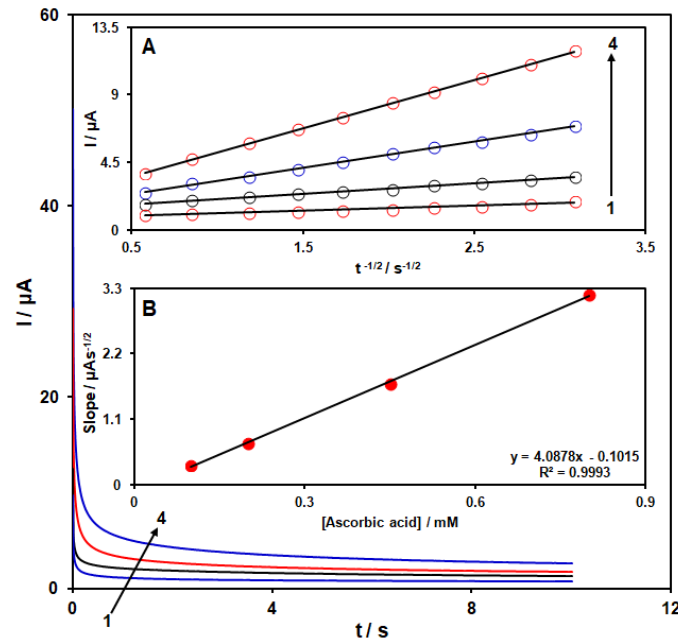 60
40
20
0
I / µA
0
4
8
12
t / s
1
4
A
13.5
9
4.5
0
I / µA
0.5
1.5
2.5
3.5
t -1/2 / s-1/2
4
1
B
3.3
2.2
1.1
0
Slope / µAs-1/2
0
0.3
0.6
0.9
[Ascorbic acid] / mM
y = 4.0878x - 0.1015
R² = 0.9993